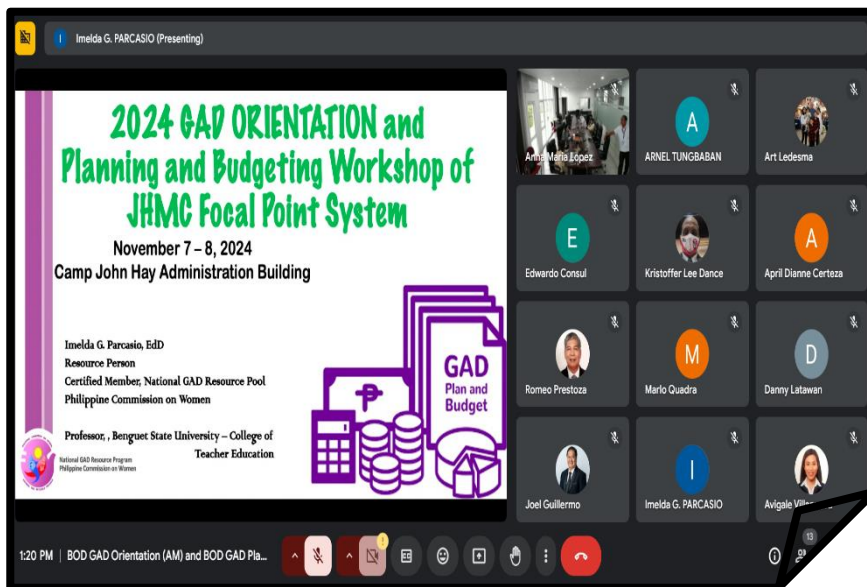 I Imelda G. PARCASIO (Presenting)
2024 GAD ORIENTATION and
Planning and Budgeting Workshop of
JHMC Focal Point System
November 7 – 8, 2024
Camp John Hay Administration Building
Imelda G. Parcasio, EdD
Resource Person
Certified Member, National GAD Resource Pool
Philippine Commission on Women
Professor, , Benguet State University – College of
Teacher Education
National GAD Resource Program
Philippine Commission on Women
P
GAD
Plan and
Budget
Anna Maria Lopez
A
ARNEL TUNGBABAN
Art Ledesma
E
Edwardo Consul
Kristoffer Lee Dance
A
April Dianne Certeza
Romeo Prestoza
M
Marlo Quadra
D
Danny Latawan
Joel Guillermo
I
Imelda G. PARCASIO
Avigale
1:20 PM | BOD GAD Orientation (AM) and BOD GAD Pla...
13